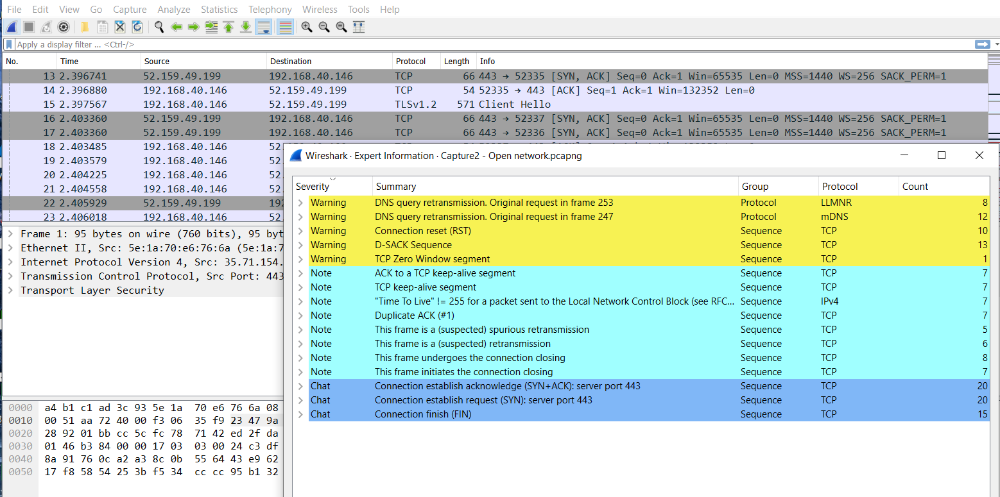 File Edit View Go Capture Analyze Statistics Telephony Wireless Tools Help
Apply a display filter ... <Ctrl-/>
No. Time Source Destination Protocol Length Info
13 2.396741 52.159.49.199 192.168.40.146 TCP 66 443 → 52335 [SYN, ACK] Seq=0 Ack=1 Win=65535 Len=0 MSS=1440 WS=256 SACK_PERM=1
14 2.396880 192.168.40.146 52.159.49.199 TCP 54 52335 → 443 [ACK] Seq=1 Ack=1 Win=132352 Len=0
15 2.397567 192.168.40.146 52.159.49.199 TLSv1.2 571 Client Hello
16 2.403360 52.159.49.199 192.168.40.146 TCP 66 443 → 52337 [SYN, ACK] Seq=0 Ack=1 Win=65535 Len=0 MSS=1440 WS=256 SACK_PERM=1
17 2.403360 52.159.49.199 192.168.40.146 TCP 66 443 → 52336 [SYN, ACK] Seq=0 Ack=1 Win=65535 Len=0 MSS=1440 WS=256 SACK_PERM=1
18 2.403485 192.168.40.146 52.
19 2.403579 192.168.40.146 52.
20 2.404225 192.168.40.146 52.
21 2.404558 192.168.40.146 52.
22 2.405929 52.159.49.199 192
23 2.406018 192.168.40.146 52.
Frame 1: 95 bytes on wire (760 bits), 95 byt
Ethernet II, Src: 5e:1a:70:e6:76:6a (5e:1a:7
Internet Protocol Version 4, Src: 35.71.154.
Transmission Control Protocol, Src Port: 443
Transport Layer Security
0000 a4 b1 c1 ad 3c 93 5e 1a 70 e6 76 6a 08
0010 00 51 aa 72 40 00 f3 06 35 f9 23 47 9a
0020 28 92 01 bb cc 5c fc 78 71 42 ed 2f da
0030 01 46 b3 84 00 00 17 03 03 00 24 c3 df
0040 8a 91 76 0c a2 a3 8c 0b 55 64 43 e9 62
0050 17 f8 58 54 25 3b f5 34 cc cc 95 b1 32
Wireshark · Expert Information · Capture2 - Open network.pcapng
Severity Summary Group Protocol Count
Warning DNS query retransmission. Original request in frame 253 Protocol LLMNR 8
Warning DNS query retransmission. Original request in frame 247 Protocol mDNS 12
Warning Connection reset (RST) Sequence TCP 10
Warning D-SACK Sequence Sequence TCP 13
Warning TCP Zero Window segment Sequence TCP 1
Note ACK to a TCP keep-alive segment Sequence TCP 7
Note TCP keep-alive segment Sequence TCP 7
Note "Time To Live" != 255 for a packet sent to the Local Network Control Block (see RFC... Sequence IPv4 7
Note Duplicate ACK (#1) Sequence TCP 7
Note This frame is a (suspected) spurious retransmission Sequence TCP 5
Note This frame is a (suspected) retransmission Sequence TCP 6
Note This frame undergoes the connection closing Sequence TCP 8
Note This frame initiates the connection closing Sequence TCP 7
Chat Connection establish acknowledge (SYN+ACK): server port 443 Sequence TCP 20
Chat Connection establish request (SYN): server port 443 Sequence TCP 20
Chat Connection finish (FIN) Sequence TCP 15